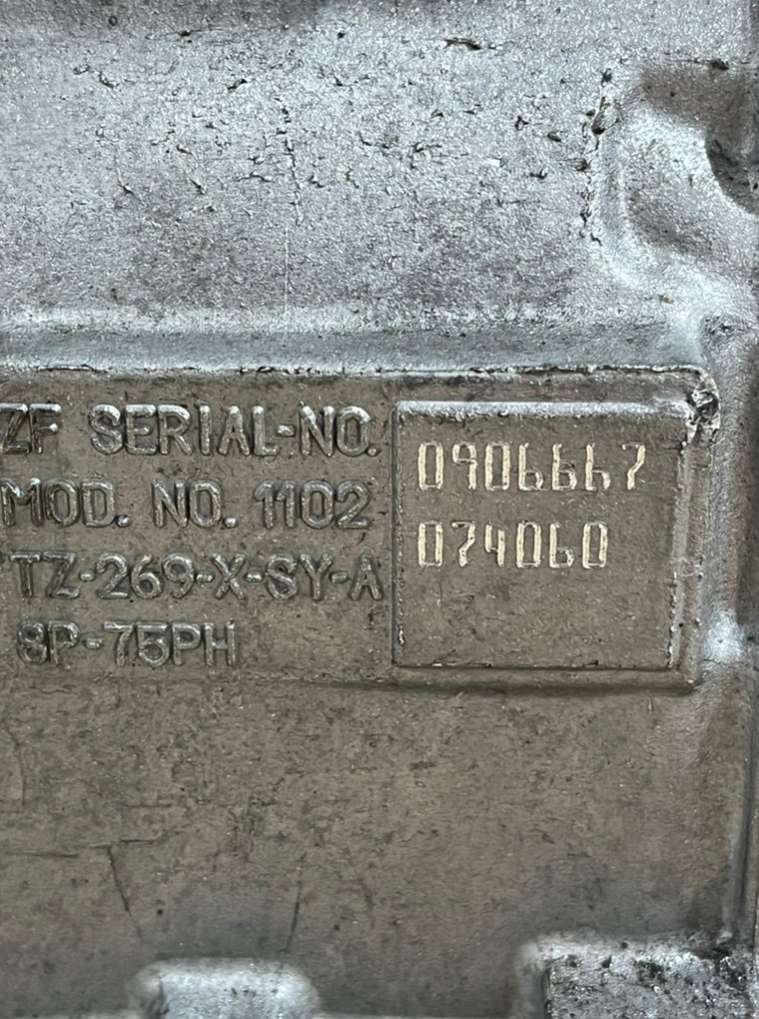 ZF SERIAL-NO. 0906667
MOD. NO. 1102 074060
TZ-269-X-SY-A
8P-75PH